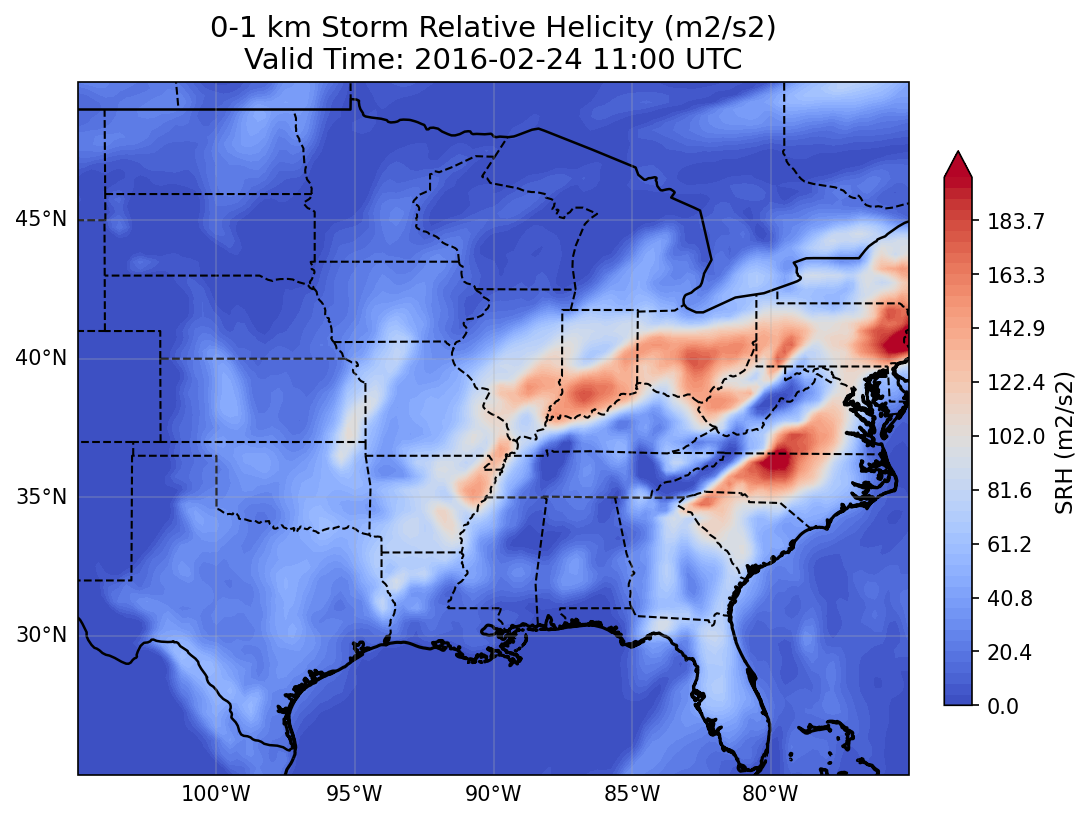 0-1 km Storm Relative Helicity (m2/s2)
Valid Time: 2016-02-24 11:00 UTC
45°N
40°N
35°N
30°N
100°W
95°W
90°W
85°W
80°W
183.7
163.3
142.9
122.4
102.0
81.6
61.2
40.8
20.4
0.0
SRH (m2/s2)